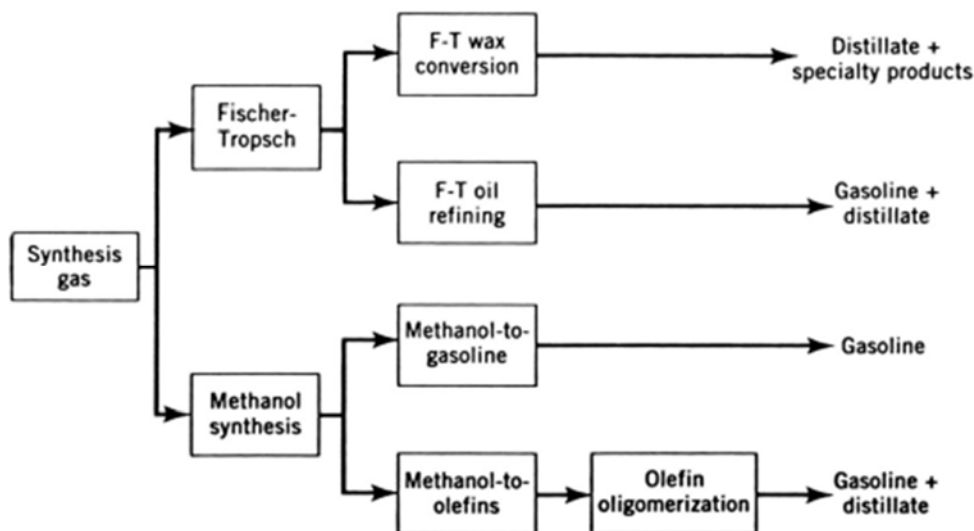 F-T wax
conversion
Distillate +
specialty products
Fischer-
Tropsch
F-T oil
refining
Gasoline +
distillate
Synthesis
gas
Methanol-to-
gasoline
Gasoline
Methanol
synthesis
Methanol-to-
olefins
Olefin
oligomerization
Gasoline +
distillate